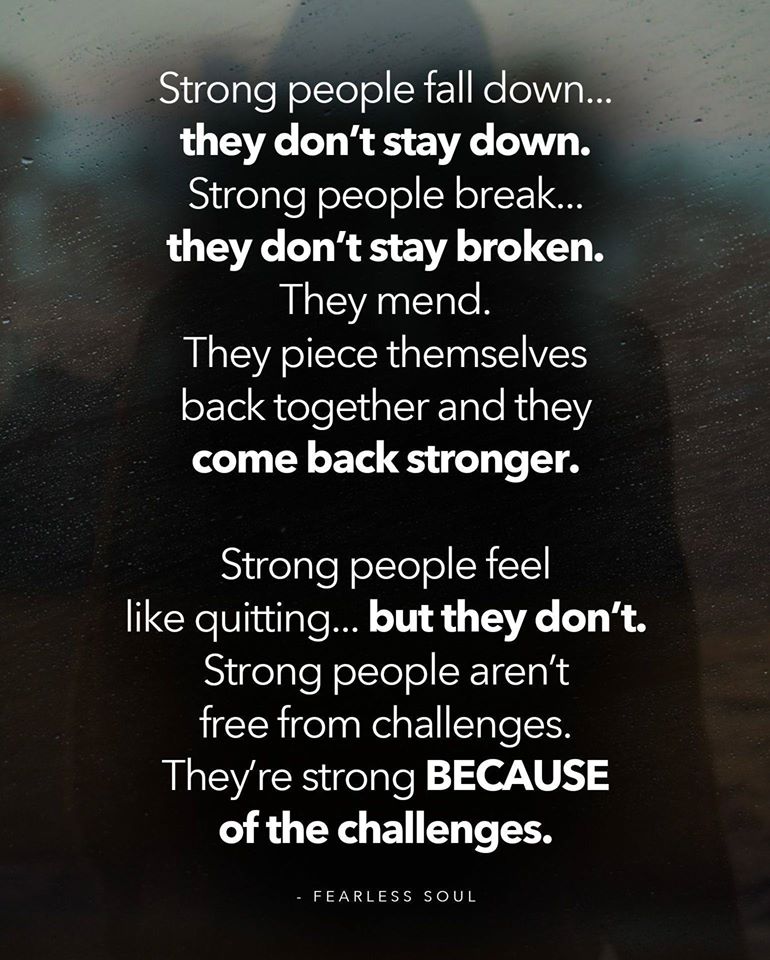 Strong people fall down...
they don’t stay down.
Strong people break...
they don’t stay broken.
They mend.
They piece themselves
back together and they
come back stronger.
Strong people feel
like quitting... but they don’t.
Strong people aren’t
free from challenges.
They’re strong BECAUSE
of the challenges.
- FEARLESS SOUL